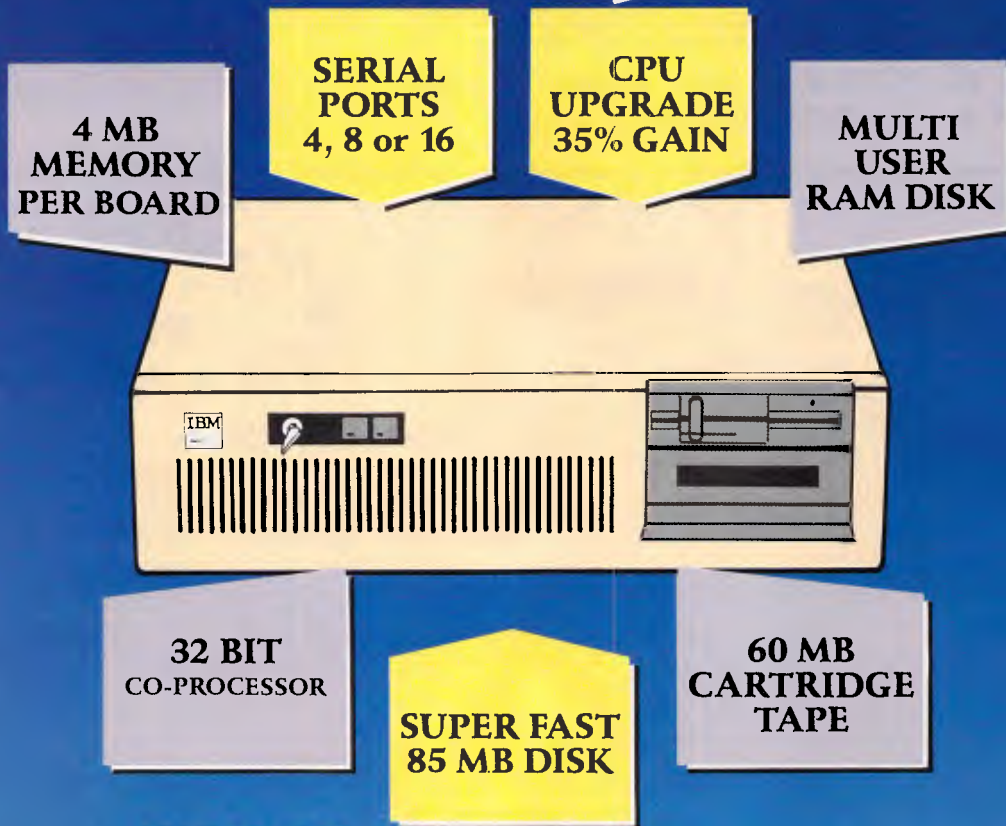 SERIAL
PORTS
4, 8 or 16
CPU
UPGRADE
35% GAIN
4 MB
MEMORY
PER BOARD
MULTI
USER
RAM DISK
IBM
32 BIT
CO-PROCESSOR
SUPER FAST
85 MB DISK
60 MB
CARTRIDGE
TAPE